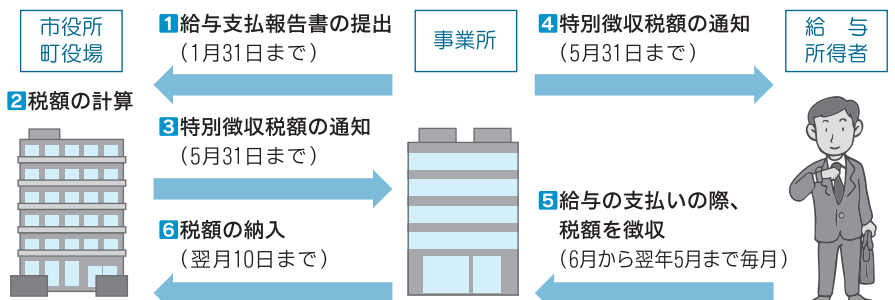 市役所
町役場
1給与支払報告書の提出
(1月31日まで)
事業所
4特別徴収税額の通知
(5月31日まで)
給与
所得者
2税額の計算
3特別徴収税額の通知
(5月31日まで)
5給与の支払いの際、
税額を徴収
(6月から翌年5月まで毎月)
6税額の納入
(翌月10日まで)